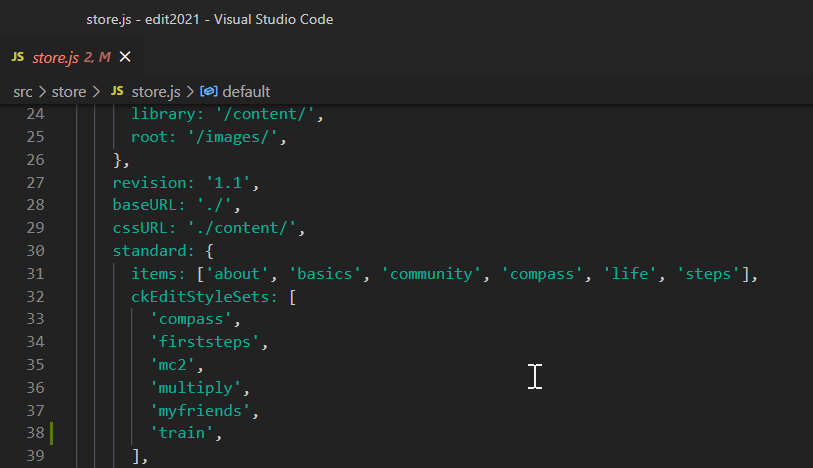 store.js - edit2021 - Visual Studio Code
JS store.js 2, M
src > store > JS store.js > default
24 library: '/content/',
25 root: '/images/',
26 },
27 revision: '1.1',
28 baseURL: './',
29 cssURL: './content/',
30 standard: {
31 items: ['about', 'basics', 'community', 'compass', 'life', 'steps'],
32 ckEditStyleSets: [
33 'compass',
34 'firststeps',
35 'mc2',
36 'multiply',
37 'myfriends',
38 'train',
39 ],